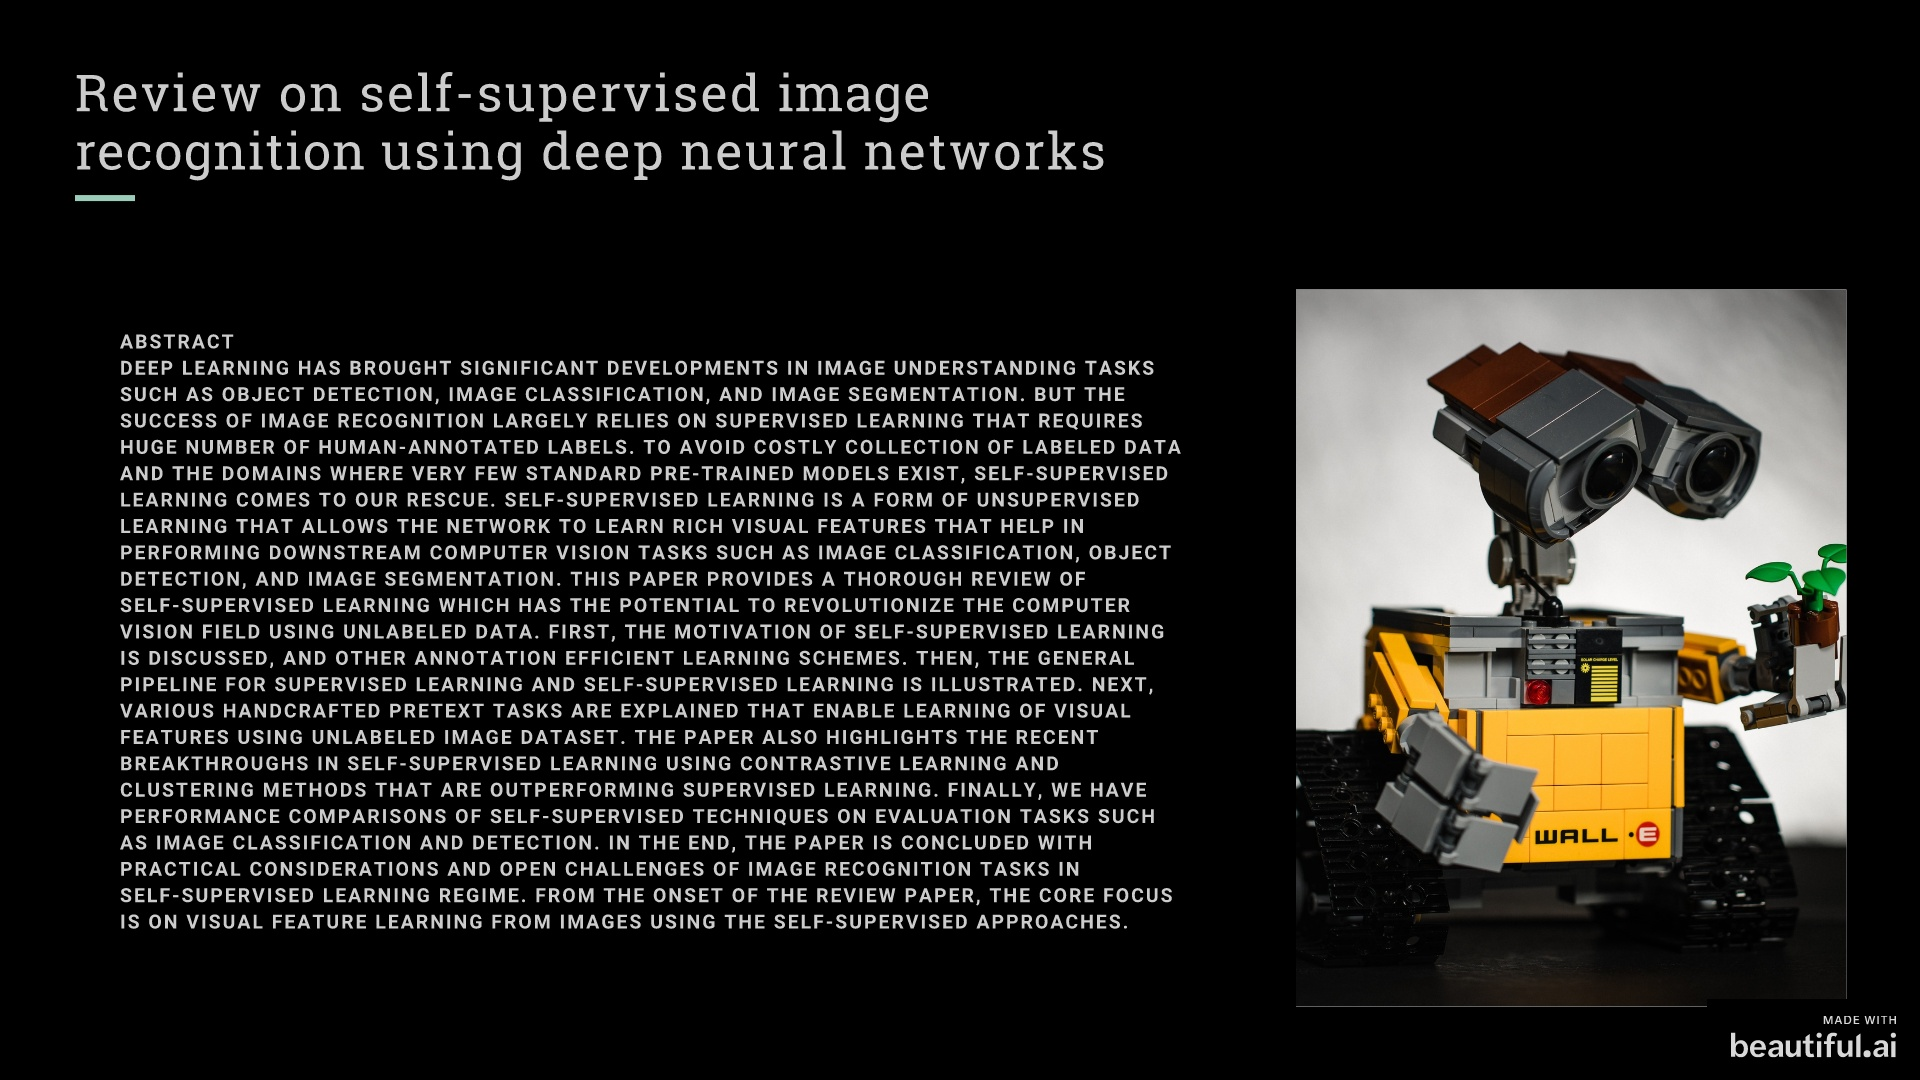 Review on self-supervised image
recognition using deep neural networks
ABSTRACT
DEEP LEARNING HAS BROUGHT SIGNIFICANT DEVELOPMENTS IN IMAGE UNDERSTANDING TASKS
SUCH AS OBJECT DETECTION, IMAGE CLASSIFICATION, AND IMAGE SEGMENTATION. BUT THE
SUCCESS OF IMAGE RECOGNITION LARGELY RELIES ON SUPERVISED LEARNING THAT REQUIRES
HUGE NUMBER OF HUMAN-ANNOTATED LABELS. TO AVOID COSTLY COLLECTION OF LABELED DATA
AND THE DOMAINS WHERE VERY FEW STANDARD PRE-TRAINED MODELS EXIST, SELF-SUPERVISED
LEARNING COMES TO OUR RESCUE. SELF-SUPERVISED LEARNING IS A FORM OF UNSUPERVISED
LEARNING THAT ALLOWS THE NETWORK TO LEARN RICH VISUAL FEATURES THAT HELP IN
PERFORMING DOWNSTREAM COMPUTER VISION TASKS SUCH AS IMAGE CLASSIFICATION, OBJECT
DETECTION, AND IMAGE SEGMENTATION. THIS PAPER PROVIDES A THOROUGH REVIEW OF
SELF-SUPERVISED LEARNING WHICH HAS THE POTENTIAL TO REVOLUTIONIZE THE COMPUTER
VISION FIELD USING UNLABELED DATA. FIRST, THE MOTIVATION OF SELF-SUPERVISED LEARNING
IS DISCUSSED, AND OTHER ANNOTATION EFFICIENT LEARNING SCHEMES. THEN, THE GENERAL
PIPELINE FOR SUPERVISED LEARNING AND SELF-SUPERVISED LEARNING IS ILLUSTRATED. NEXT,
VARIOUS HANDCRAFTED PRETEXT TASKS ARE EXPLAINED THAT ENABLE LEARNING OF VISUAL
FEATURES USING UNLABELED IMAGE DATASET. THE PAPER ALSO HIGHLIGHTS THE RECENT
BREAKTHROUGHS IN SELF-SUPERVISED LEARNING USING CONTRASTIVE LEARNING AND
CLUSTERING METHODS THAT ARE OUTPERFORMING SUPERVISED LEARNING. FINALLY, WE HAVE
PERFORMANCE COMPARISONS OF SELF-SUPERVISED TECHNIQUES ON EVALUATION TASKS SUCH
AS IMAGE CLASSIFICATION AND DETECTION. IN THE END, THE PAPER IS CONCLUDED WITH
PRACTICAL CONSIDERATIONS AND OPEN CHALLENGES OF IMAGE RECOGNITION TASKS IN
SELF-SUPERVISED LEARNING REGIME. FROM THE ONSET OF THE REVIEW PAPER, THE CORE FOCUS
IS ON VISUAL FEATURE LEARNING FROM IMAGES USING THE SELF-SUPERVISED APPROACHES.
SOLAR CHARGE LEVEL
WALL·E
MADE WITH
beautiful.ai